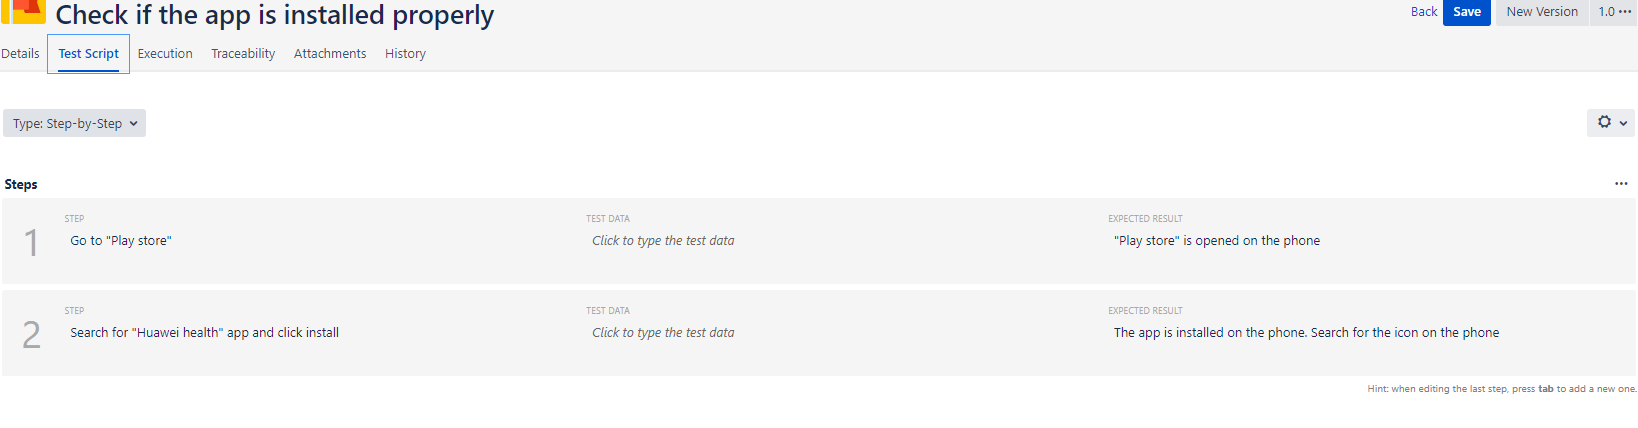 Check if the app is installed properly
Back Save New Version 1.0 •••
Details Test Script Execution Traceability Attachments History
Type: Step-by-Step
Steps •••
STEP TEST DATA EXPECTED RESULT
1 Go to "Play store" Click to type the test data "Play store" is opened on the phone
STEP TEST DATA EXPECTED RESULT
2 Search for "Huawei health" app and click install Click to type the test data The app is installed on the phone. Search for the icon on the phone
Hint: when editing the last step, press tab to add a new one.